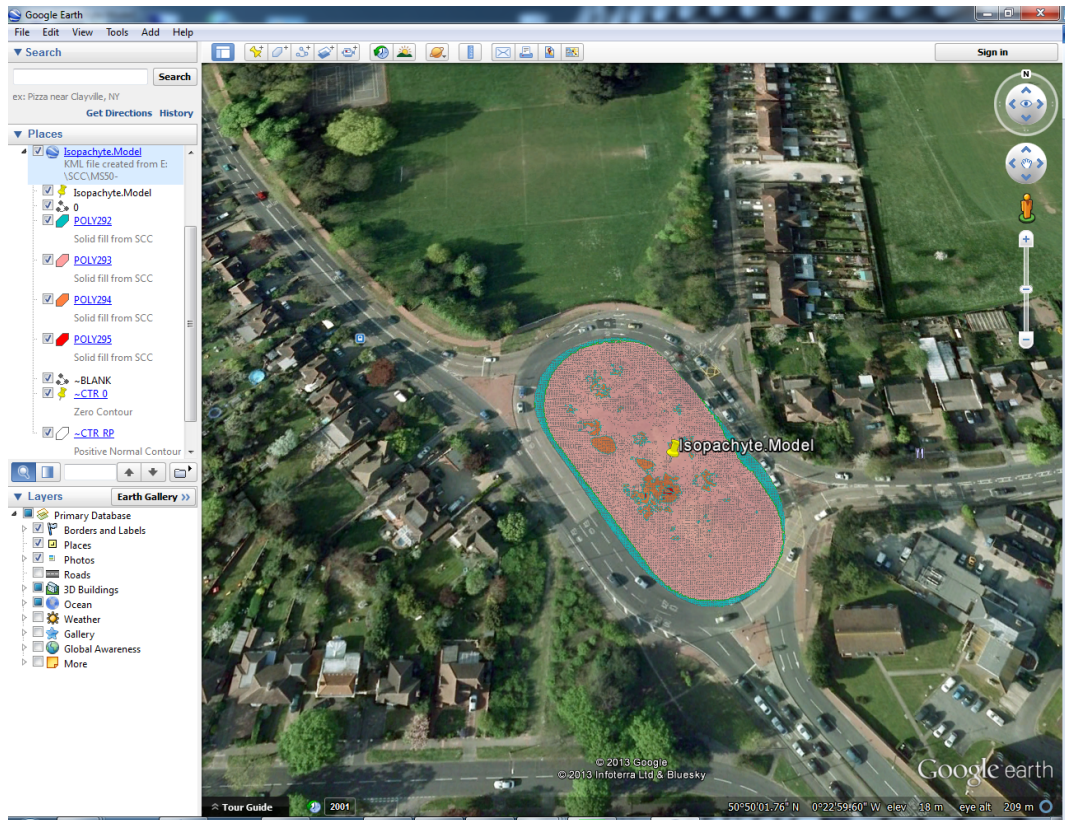 Google Earth
File Edit View Tools Add Help
Search
Sign in
Search
ex: Pizza near Clayville, NY
Get Directions History
Places
Isopachyte.Model
KML file created from E:
\SCC\MS50-
Isopachyte.Model
0
POLY292
Solid fill from SCC
POLY293
Solid fill from SCC
POLY294
Solid fill from SCC
POLY295
Solid fill from SCC
~BLANK
~CTR_0
Zero Contour
~CTR_RP
Positive Normal Contour
Layers
Earth Gallery >>
Primary Database
Borders and Labels
Places
Photos
Roads
3D Buildings
Ocean
Weather
Gallery
Global Awareness
More
N
Isopachyte.Model
© 2013 Google
© 2013 Infoterra Ltd & Bluesky
Google earth
Tour Guide
2001
50°50'01.76" N 0°22'59.60" W elev 18 m eye alt 209 m